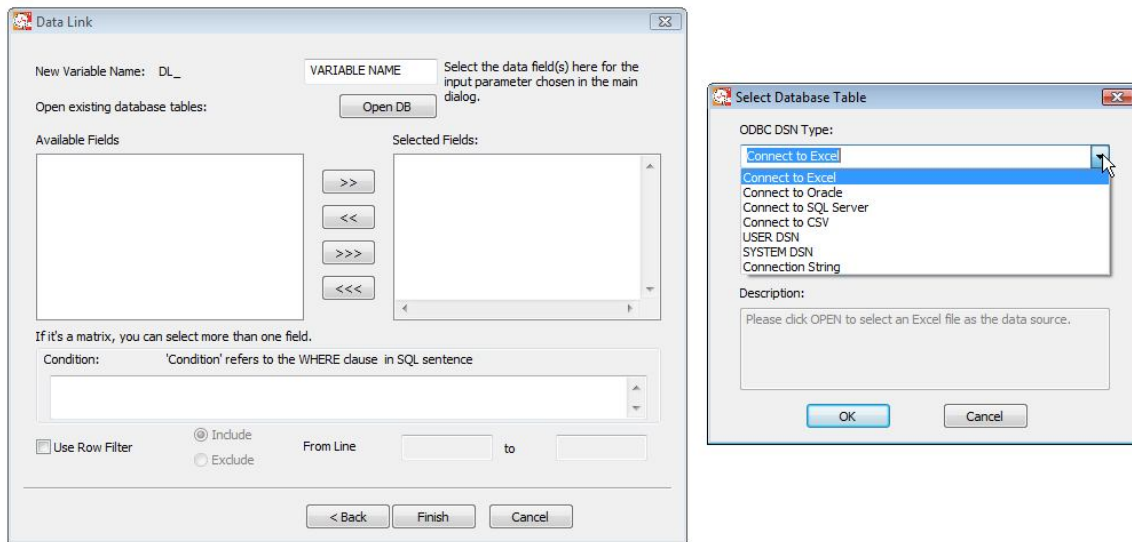 Data Link
New Variable Name: DL_
VARIABLE NAME
Select the data field(s) here for the
input parameter chosen in the main
dialog.
Open existing database tables:
Open DB
Available Fields
Selected Fields:
>>
<<
>>>
<<<
If it's a matrix, you can select more than one field.
Condition: 'Condition' refers to the WHERE clause in SQL sentence
Use Row Filter
Include
Exclude
From Line
to
< Back
Finish
Cancel
Select Database Table
ODBC DSN Type:
Connect to Excel
Connect to Excel
Connect to Oracle
Connect to SQL Server
Connect to CSV
USER DSN
SYSTEM DSN
Connection String
Description:
Please click OPEN to select an Excel file as the data source.
OK
Cancel